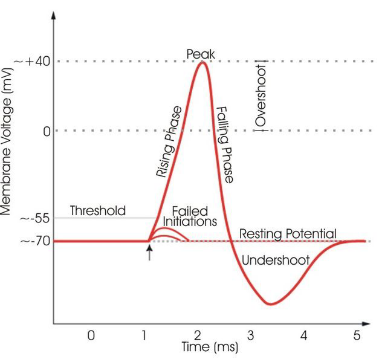 Peak
~+40
Overshoot
Membrane Voltage (mV)
Rising Phase
Falling Phase
0
Threshold
Failed
Initiations
~-55
Resting Potential
~-70
Undershoot
0 1 2 3 4 5
Time (ms)